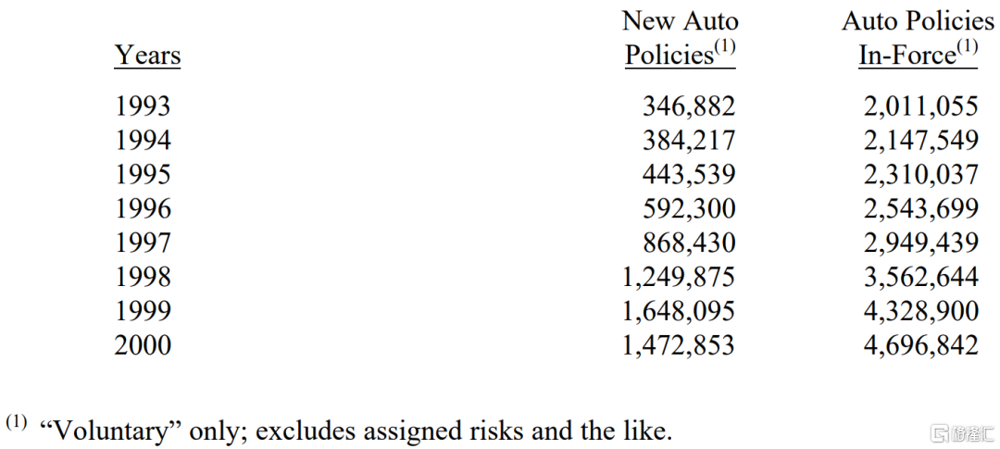 New Auto Auto Policies
Years Policies(1) In-Force(1)
1993 346,882 2,011,055
1994 384,217 2,147,549
1995 443,539 2,310,037
1996 592,300 2,543,699
1997 868,430 2,949,439
1998 1,249,875 3,562,644
1999 1,648,095 4,328,900
2000 1,472,853 4,696,842
(1) “Voluntary” only; excludes assigned risks and the like.
格隆汇